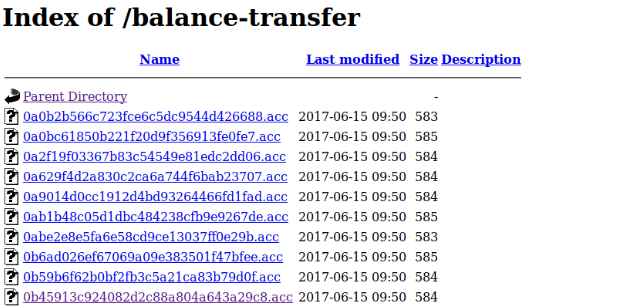 Index of /balance-transfer
Name Last modified Size Description
Parent Directory -
0a0b2b566c723fce6c5dc9544d426688.acc 2017-06-15 09:50 583
0a0bc61850b221f20d9f356913fe0fe7.acc 2017-06-15 09:50 585
0a2f19f03367b83c54549e81edc2dd06.acc 2017-06-15 09:50 584
0a629f4d2a830c2ca6a744f6bab23707.acc 2017-06-15 09:50 584
0a9014d0cc1912d4bd93264466fd1fad.acc 2017-06-15 09:50 584
0ab1b48c05d1dbc484238cfb9e9267de.acc 2017-06-15 09:50 585
0abe2e8e5fa6e58cd9ce13037ff0e29b.acc 2017-06-15 09:50 583
0b6ad026ef67069a09e383501f47bfee.acc 2017-06-15 09:50 585
0b59b6f62b0bf2fb3c5a21ca83b79d0f.acc 2017-06-15 09:50 584
0b45913c924082d2c88a804a643a29c8.acc 2017-06-15 09:50 584